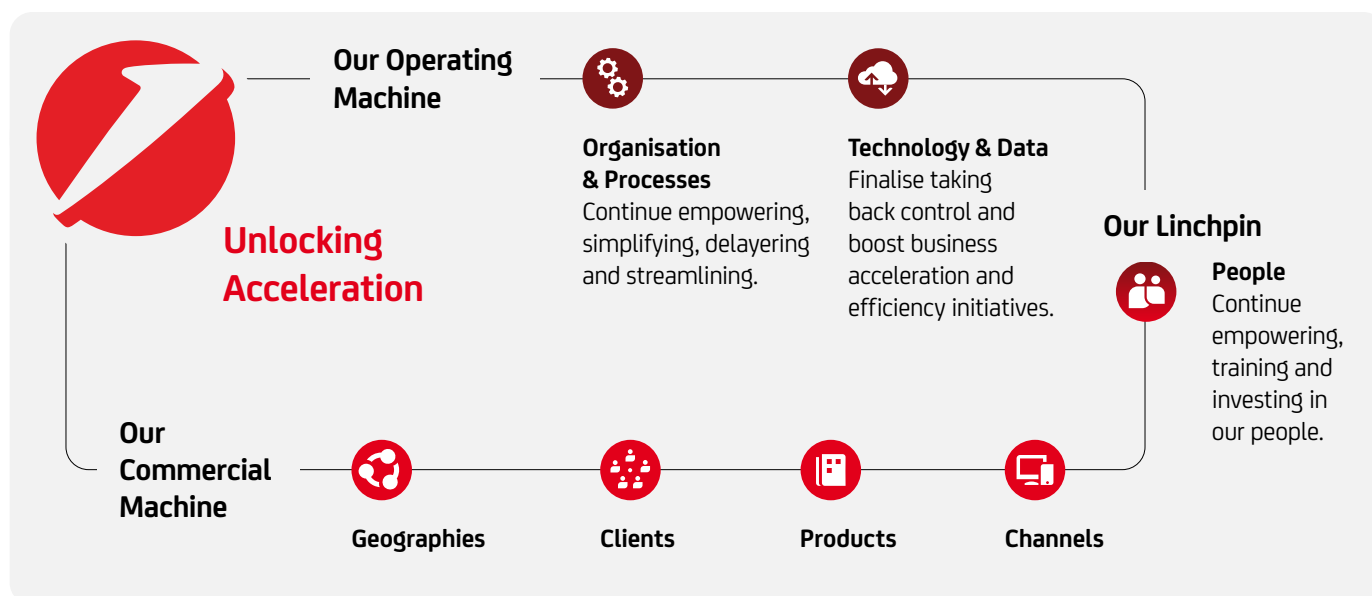 Unlocking
Acceleration
Our Operating
Machine
Organisation
& Processes
Continue empowering,
simplifying, delayering
and streamlining.
Technology & Data
Finalise taking
back control and
boost business
acceleration and
efficiency initiatives.
Our Linchpin
People
Continue
empowering,
training and
investing in
our people.
Our
Commercial
Machine
Geographies
Clients
Products
Channels